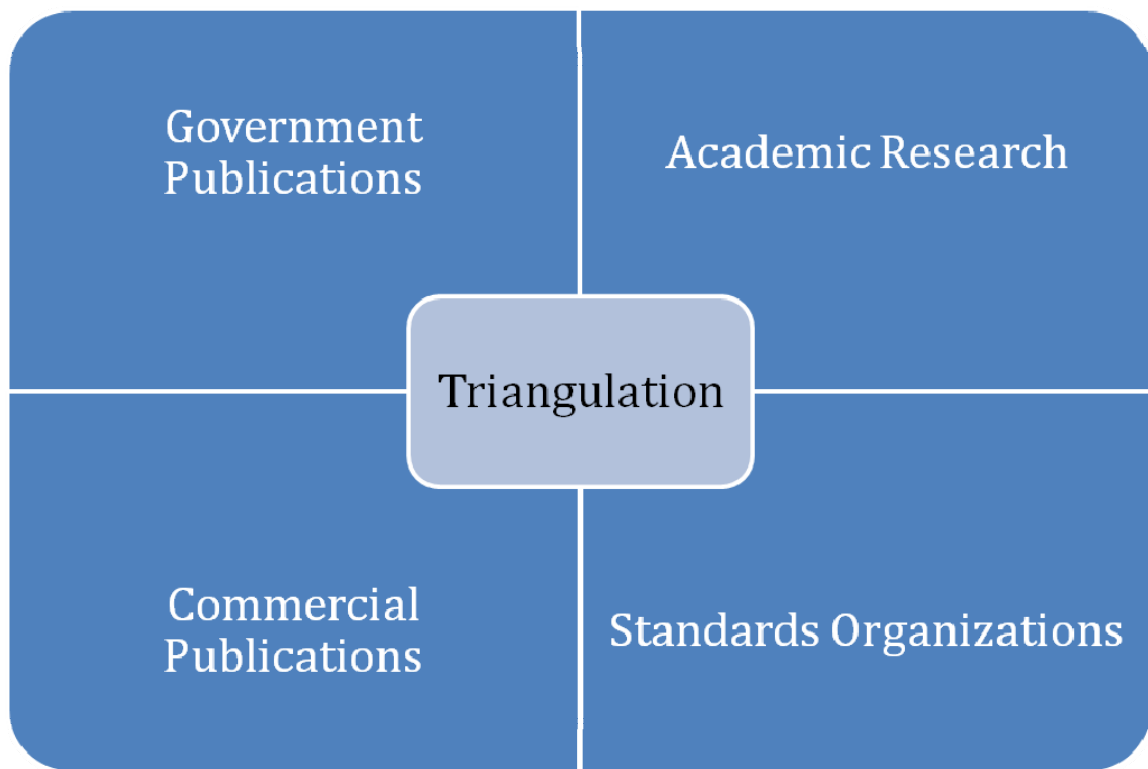 Government
Publications
Academic Research
Triangulation
Commercial
Publications
Standards Organizations